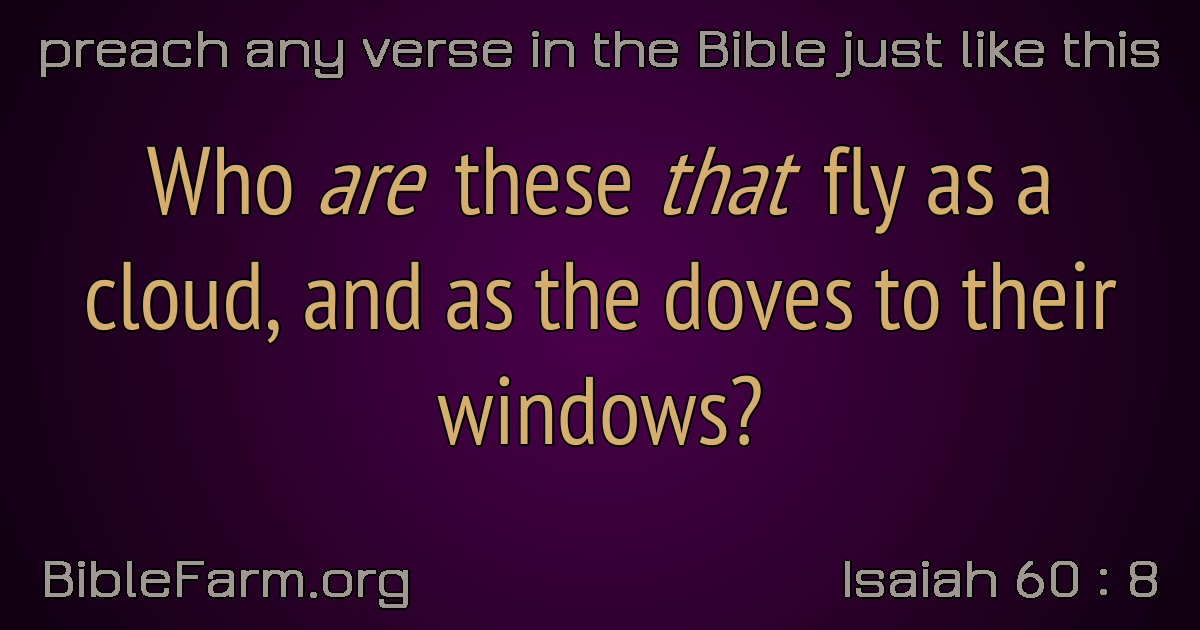 preach any verse in the Bible just like this
Who are these that fly as a
cloud, and as the doves to their
windows?
BibleFarm.org
Isaiah 60 : 8